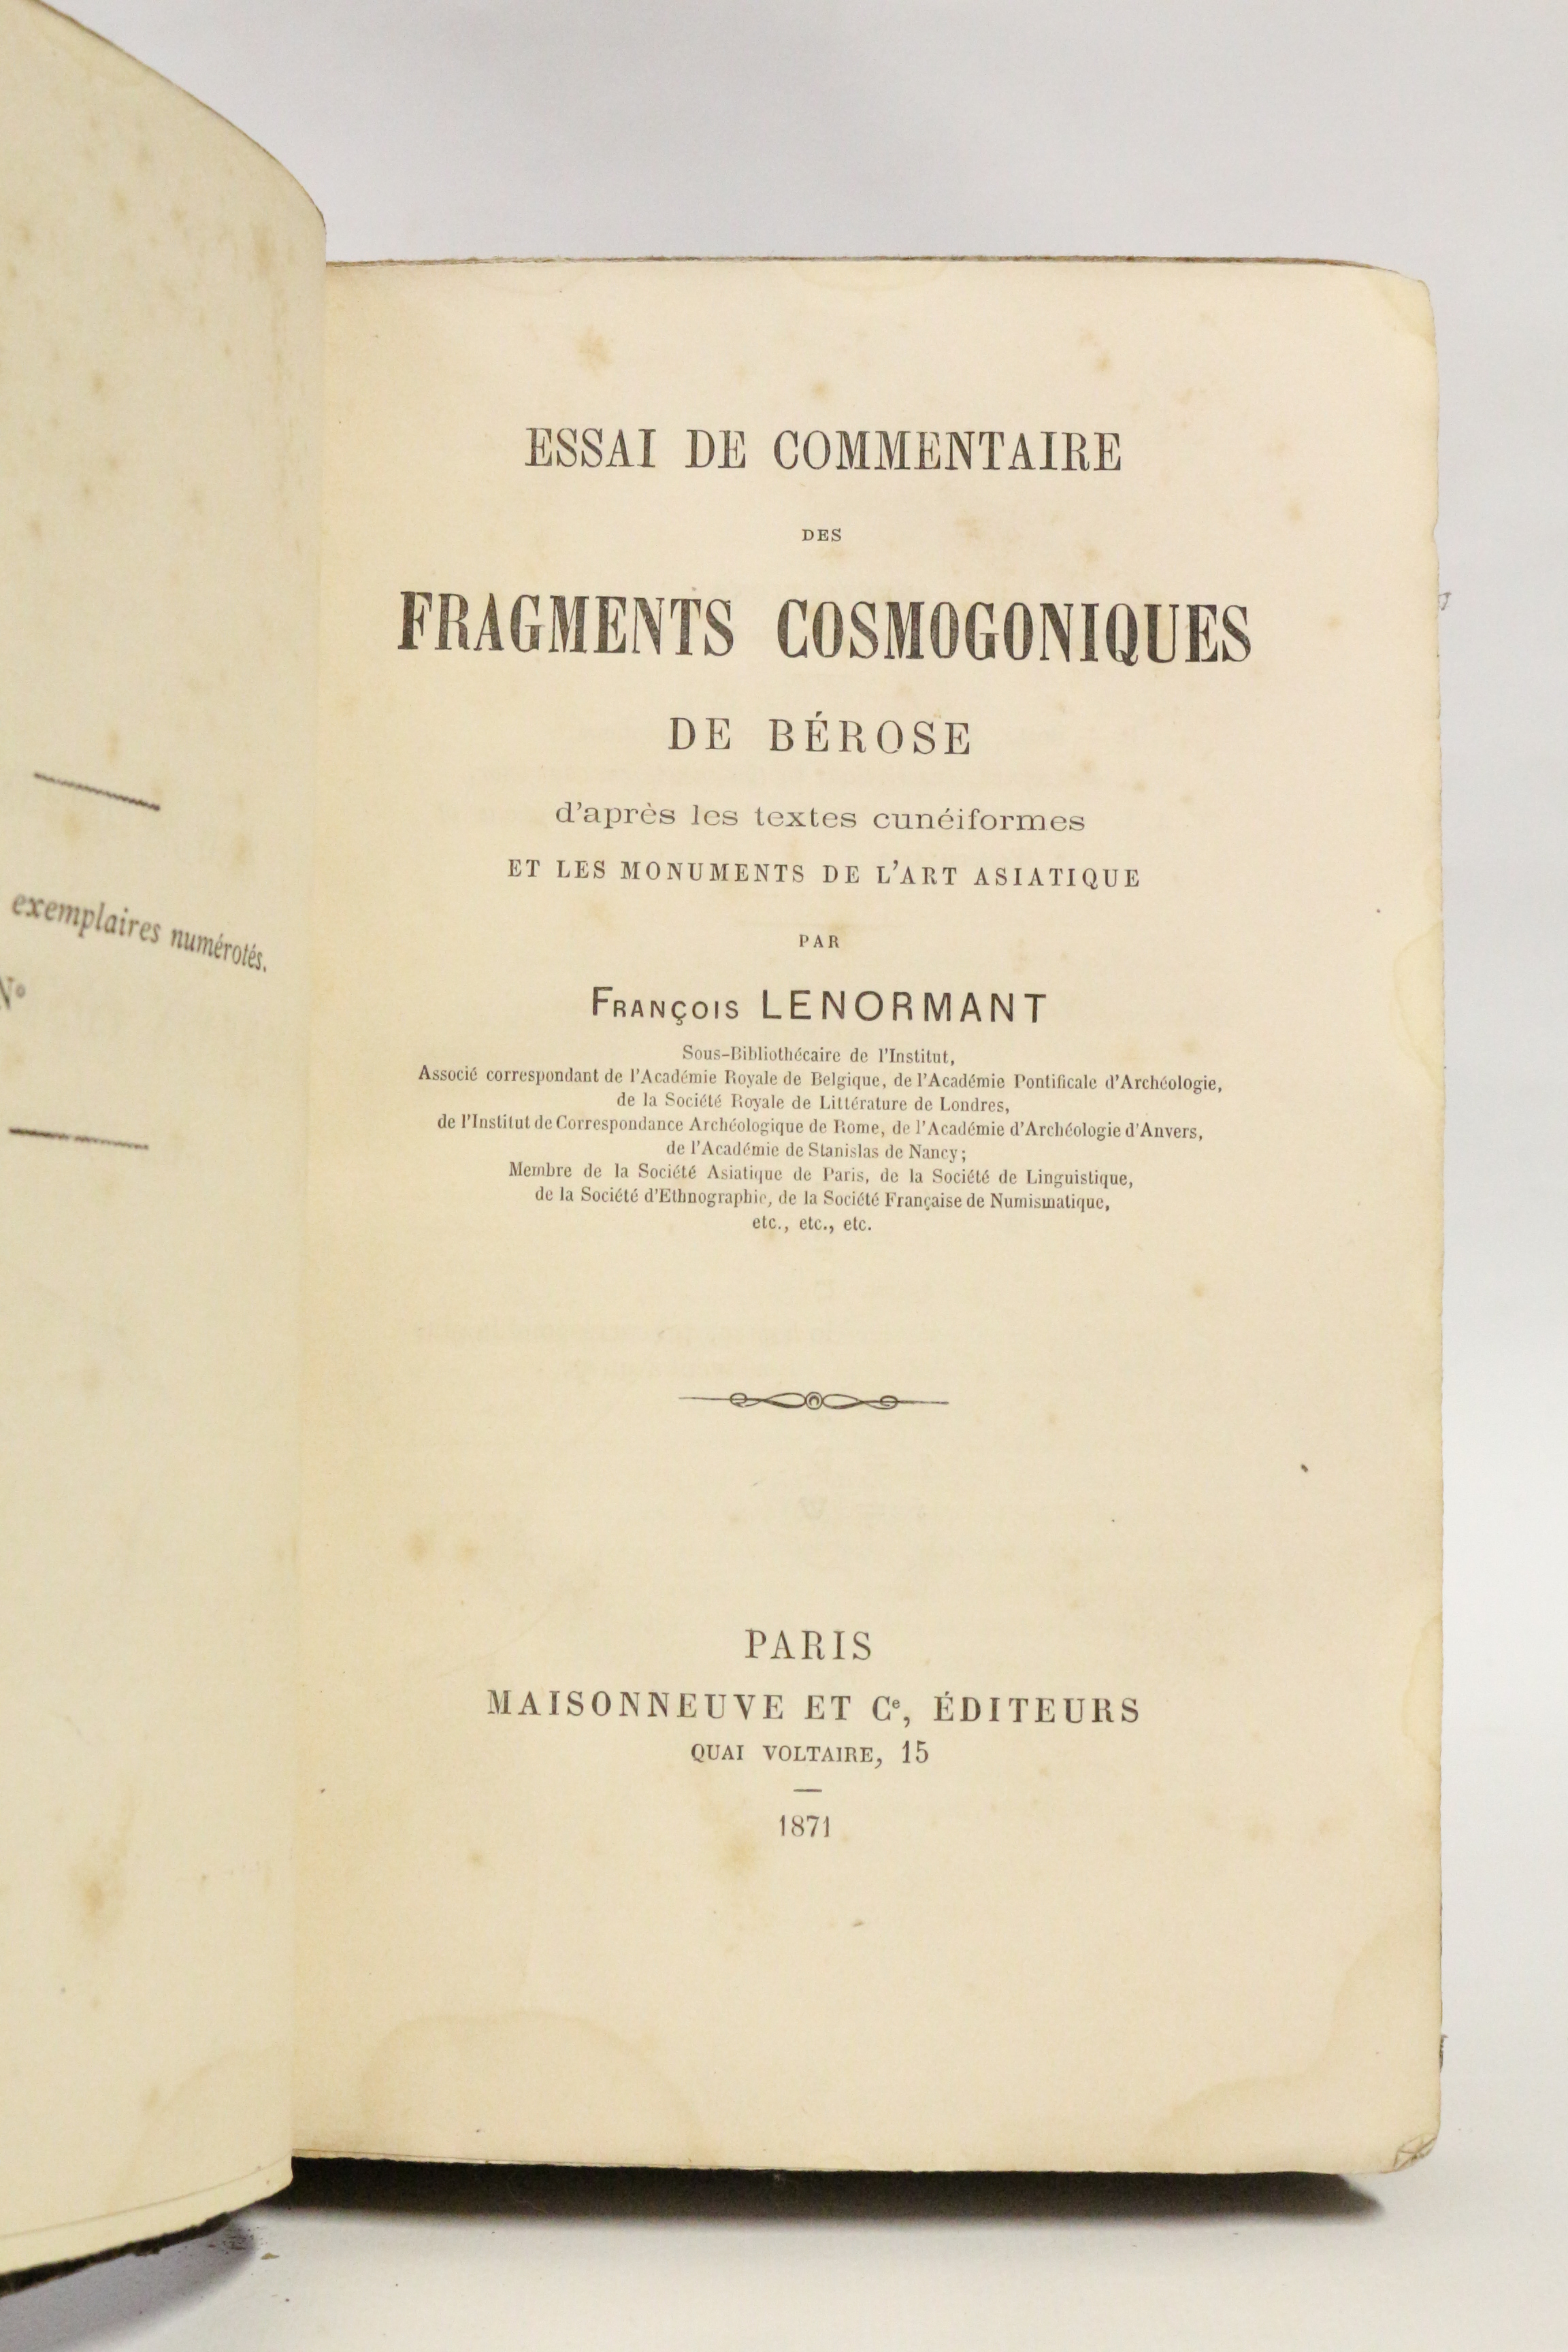 exemplaires numérotés.
N°
ESSAI DE COMMENTAIRE
DES
FRAGMENTS COSMOGONIQUES
DE BÉROSE
d'après les textes cunéiformes
ET LES MONUMENTS DE L'ART ASIATIQUE
PAR
FRANÇOIS LENORMANT
Sous-Bibliothécaire de l'Institut,
Associé correspondant de l'Académie Royale de Belgique, de l'Académie Pontificale d'Archéologie,
de la Société Royale de Littérature de Londres,
de l'Institut de Correspondance Archéologique de Rome, de l'Académie d'Archéologie d'Anvers,
de l'Académie de Stanislas de Nancy;
Membre de la Société Asiatique de Paris, de la Société de Linguistique,
de la Société d'Ethnographie, de la Société Française de Numismatique,
etc., etc., etc.
PARIS
MAISONNEUVE ET Cᵉ, ÉDITEURS
QUAI VOLTAIRE, 15
1871